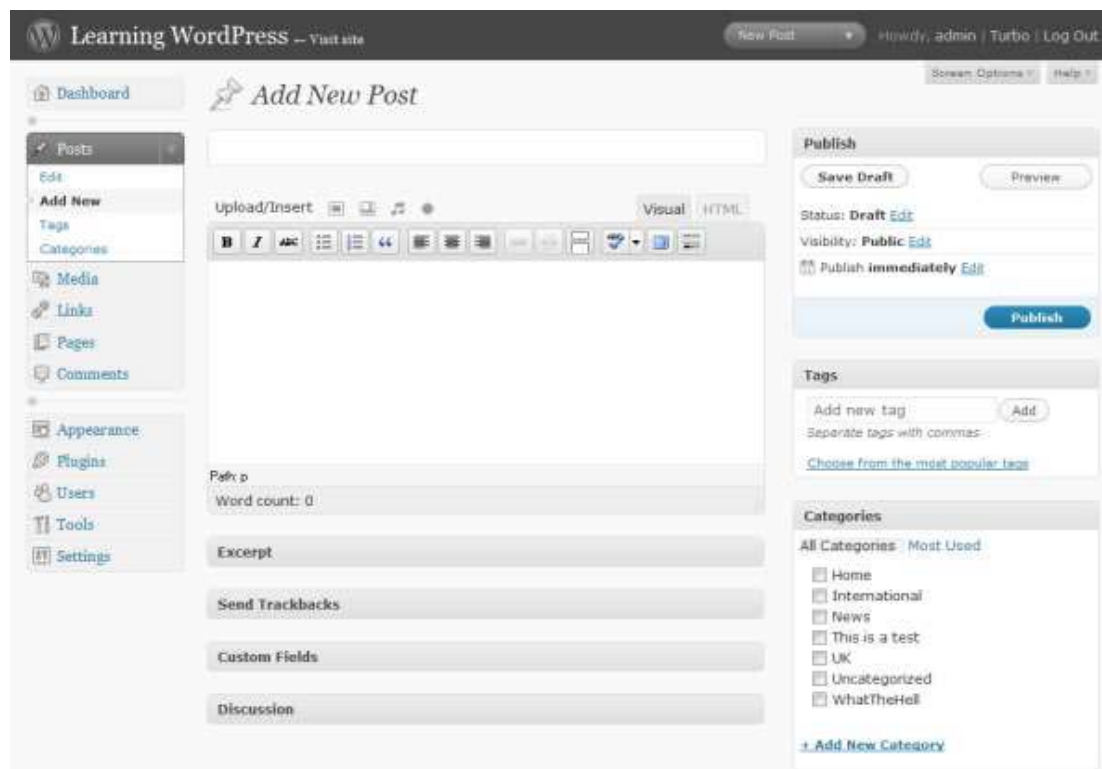 Learning WordPress – Visit site
New Post
Howdy, admin | Turbo | Log Out
Screen Options
Help
Dashboard
Posts
Edit
Add New
Tags
Categories
Media
Links
Pages
Comments
Appearance
Plugins
Users
Tools
Settings
Add New Post
Upload/Insert
Visual
HTML
B I ABC
Path: p
Word count: 0
Excerpt
Send Trackbacks
Custom Fields
Discussion
Publish
Save Draft
Preview
Status: Draft Edit
Visibility: Public Edit
Publish immediately Edit
Publish
Tags
Add new tag
Add
Separate tags with commas
Choose from the most popular tags
Categories
All Categories Most Used
Home
International
News
This is a test
UK
Uncategorized
WhatTheHell
+ Add New Category